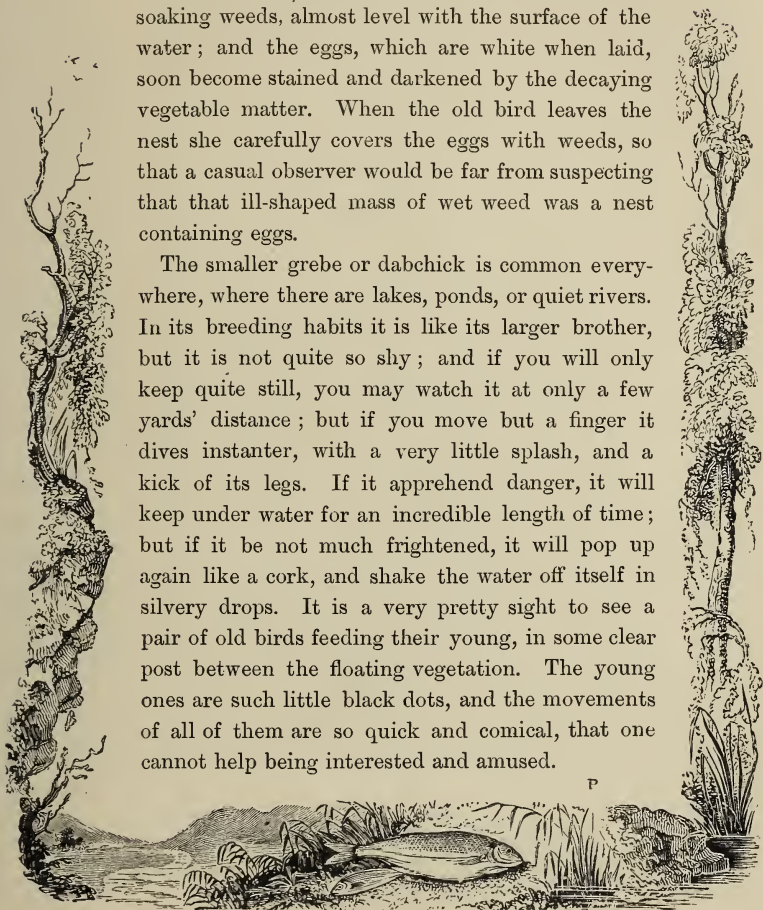 soaking weeds, almost level with the surface of the
water ; and the eggs, which are white when laid,
soon become stained and darkened by the decaying
vegetable matter. When the old bird leaves the
nest she carefully covers the eggs with weeds, so
that a casual observer would be far from suspecting
that that ill-shaped mass of wet weed was a nest
containing eggs.
The smaller grebe or dabchick is common every-
where, where there are lakes, ponds, or quiet rivers.
In its breeding habits it is like its larger brother,
but it is not quite so shy ; and if you will only
keep quite still, you may watch it at only a few
yards' distance ; but if you move but a finger it
dives instanter, with a very little splash, and a
kick of its legs. If it apprehend danger, it will
keep under water for an incredible length of time ;
but if it be not much frightened, it will pop up
again like a cork, and shake the water off itself in
silvery drops. It is a very pretty sight to see a
pair of old birds feeding their young, in some clear
post between the floating vegetation. The young
ones are such little black dots, and the movements
of all of them are so quick and comical, that one
cannot help being interested and amused.
P